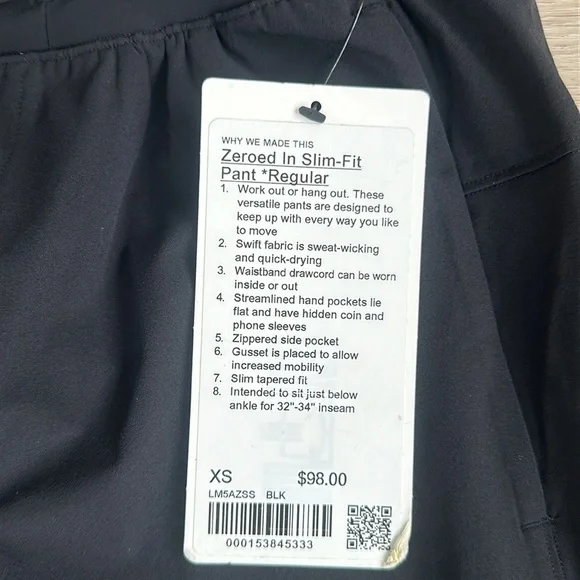 WHY WE MADE THIS
Zeroed In Slim-Fit
Pant *Regular
1. Work out or hang out. These
versatile pants are designed to
keep up with every way you like
to move
2. Swift fabric is sweat-wicking
and quick-drying
3. Waistband drawcord can be worn
inside or out
4. Streamlined hand pockets lie
flat and have hidden coin and
phone sleeves
5. Zippered side pocket
6. Gusset is placed to allow
increased mobility
7. Slim tapered fit
8. Intended to sit just below
ankle for 32"-34" inseam
XS $98.00
LM5AZSS BLK
000153845333